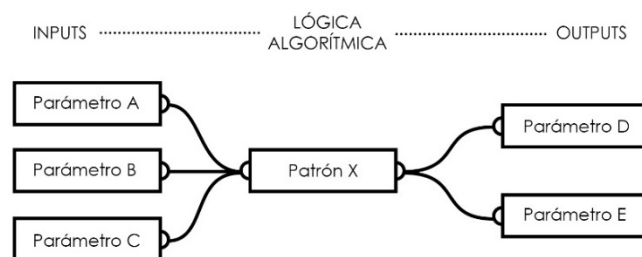 INPUTS
LÓGICA
ALGORÍTMICA
OUTPUTS
Parámetro A
Parámetro B
Parámetro C
Patrón X
Parámetro D
Parámetro E